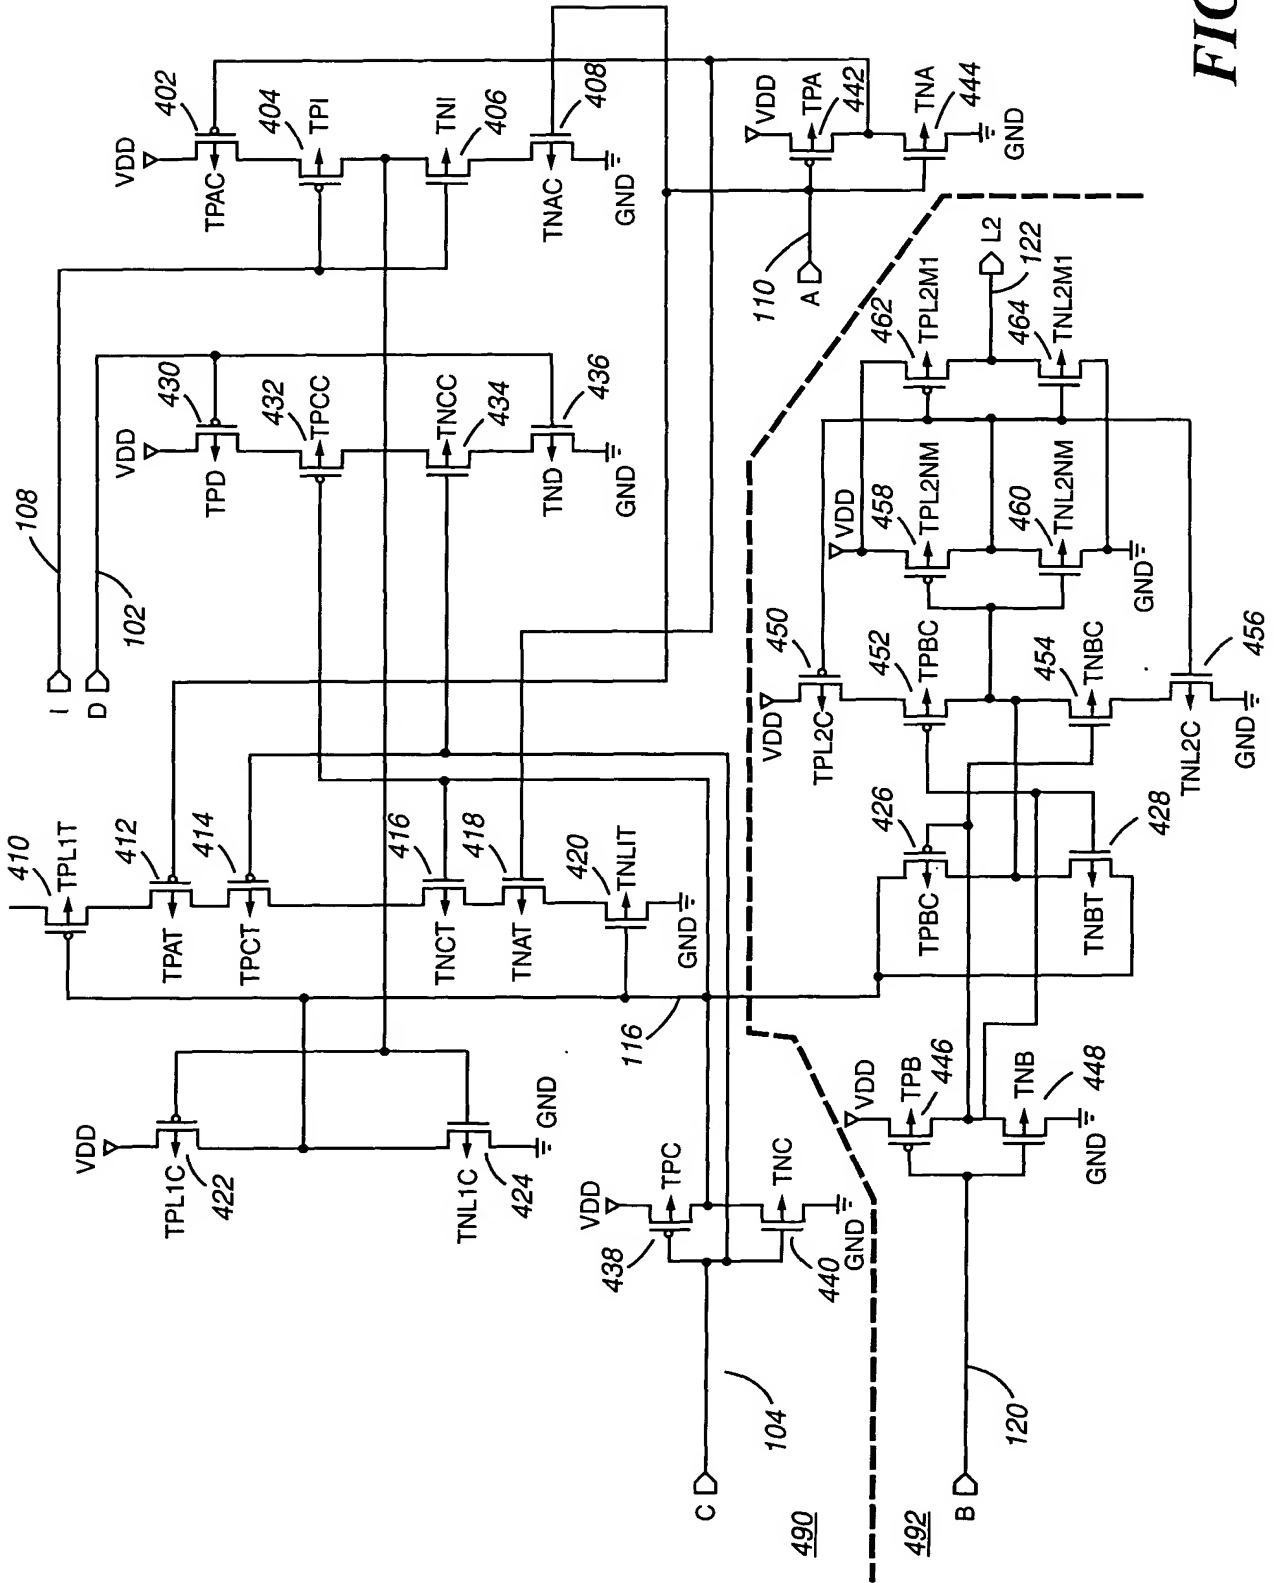 FIG
402
VDD
TPAC
404
TPI
TNI
406
408
TNAC
GND
VDD
TPA
442
TNA
444
GND
110
A
108
102
I
D
430
VDD
TPD
432
TPCC
TNCC
434
436
TND
GND
410
TPL1T
412
TPAT
414
TPCT
416
TNCT
418
TNAT
420
TNLIT
GND
116
VDD
TPL1C
422
TNL1C
424
GND
VDD
438
TPC
TNC
440
GND
C
104
490
492
B
120
VDD
TPB
446
TNB
448
GND
426
TPBC
428
TNBT
450
VDD
TPL2C
452
TPBC
454
TNBC
456
TNL2C
GND
VDD
458
TPL2NM
460
TNL2NM
GND
462
TPL2M1
464
TNL2M1
L2
122